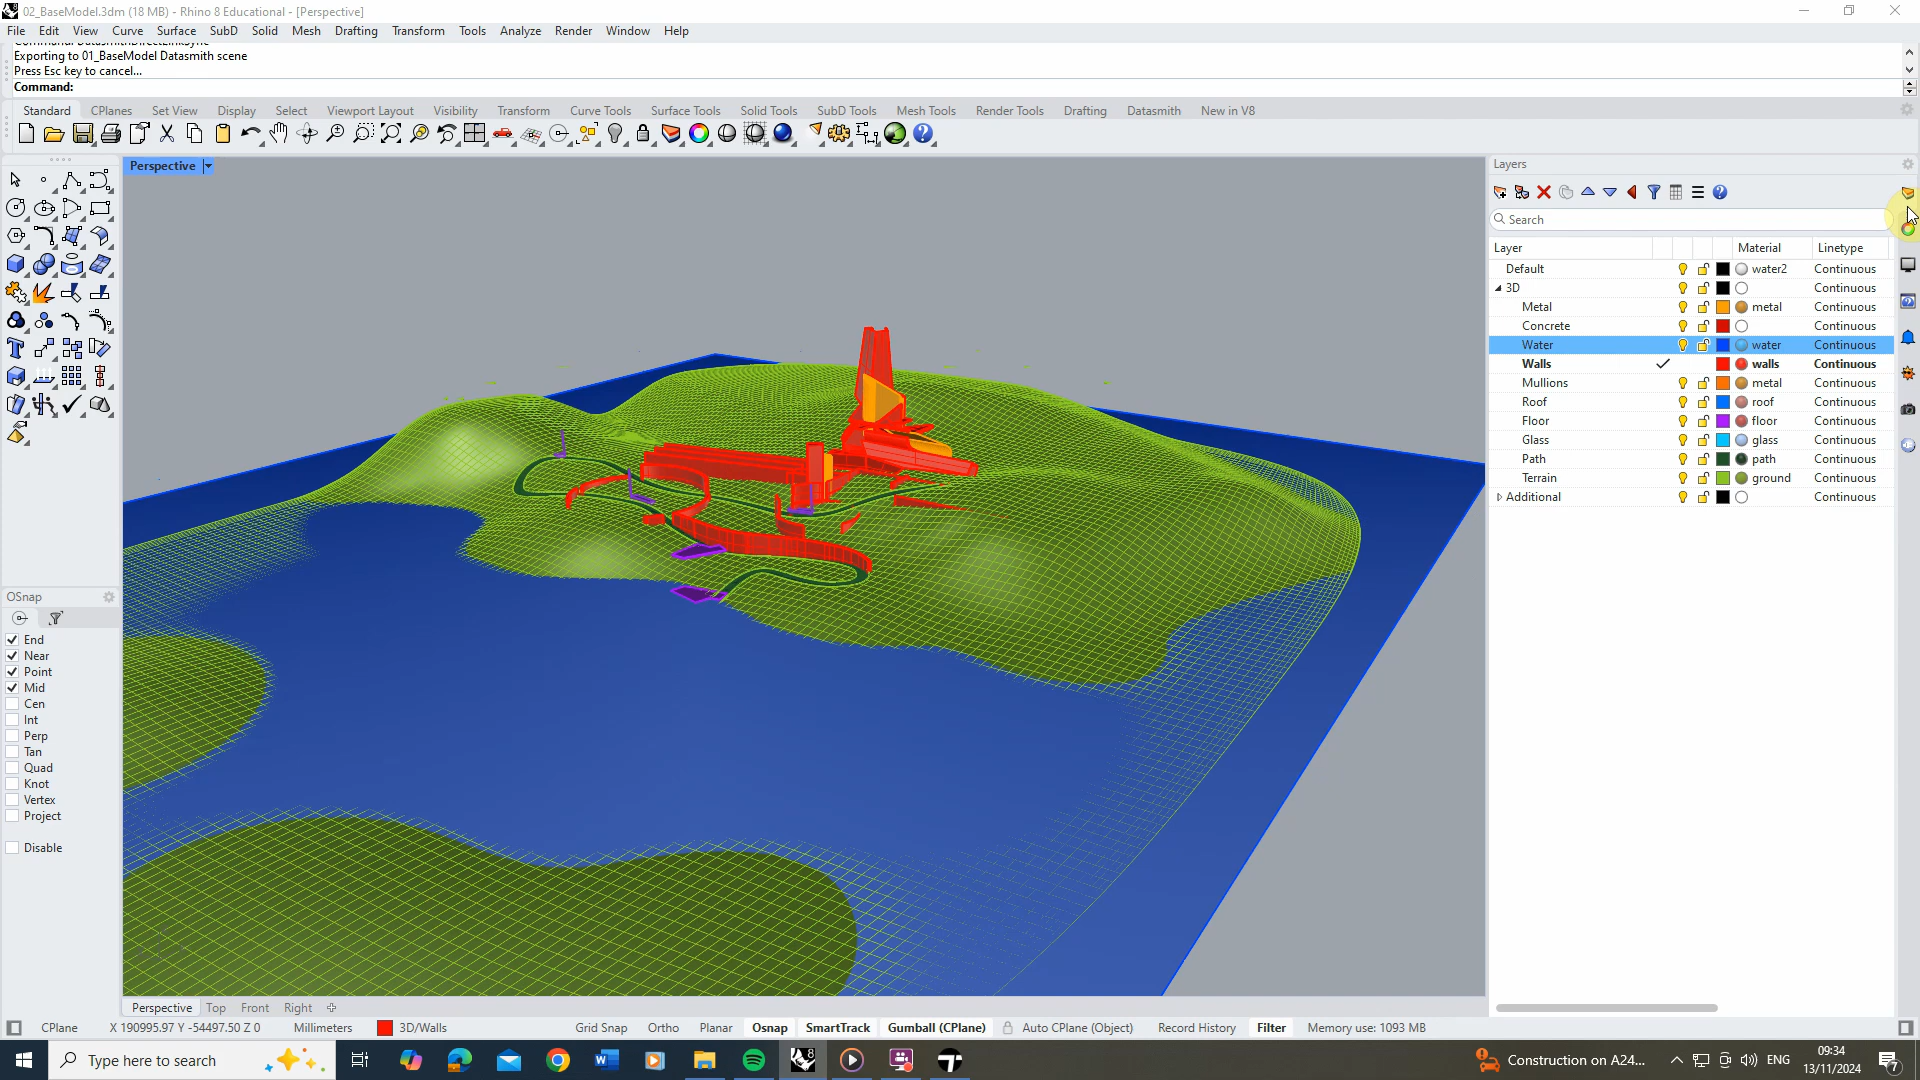 02_BaseModel.3dm (18 MB) - Rhino 8 Educational - [Perspective]
File Edit View Curve Surface SubD Solid Mesh Drafting Transform Tools Analyze Render Window Help
Command: DatasmithDirectLinkSync
Exporting to 01_BaseModel Datasmith scene
Press Esc key to cancel...
Command:
Standard CPlanes Set View Display Select Viewport Layout Visibility Transform Curve Tools Surface Tools Solid Tools SubD Tools Mesh Tools Render Tools Drafting Datasmith New in V8
Perspective
Layers
Search
Layer Material Linetype
Default water2 Continuous
3D Continuous
Metal metal Continuous
Concrete Continuous
Water water Continuous
Walls walls Continuous
Mullions metal Continuous
Roof roof Continuous
Floor floor Continuous
Glass glass Continuous
Path path Continuous
Terrain ground Continuous
Additional Continuous
OSnap
End
Near
Point
Mid
Cen
Int
Perp
Tan
Quad
Knot
Vertex
Project
Disable
Perspective Top Front Right
CPlane X 190995.97 Y -54497.50 Z 0 Millimeters 3D/Walls Grid Snap Ortho Planar Osnap SmartTrack Gumball (CPlane) Auto CPlane (Object) Record History Filter Memory use: 1093 MB
Type here to search
Construction on A24...
ENG
09:34
13/11/2024
7